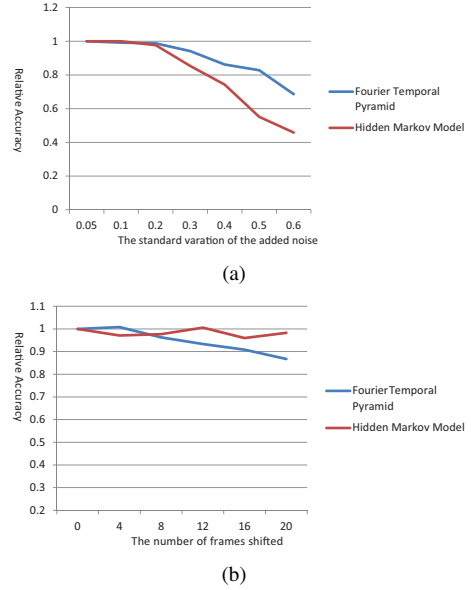 1.2
1
0.8
0.6
0.4
0.2
0
Relative Accuracy
0.05 0.1 0.2 0.3 0.4 0.5 0.6
The standard varation of the added noise
Fourier Temporal
Pyramid
Hidden Markov Model
(a)
1.1
1
0.9
0.8
0.7
0.6
0.5
0.4
0.3
0.2
Relative Accuracy
0 4 8 12 16 20
The number of frames shifted
Fourier Temporal
Pyramid
Hidden Markov Model
(b)